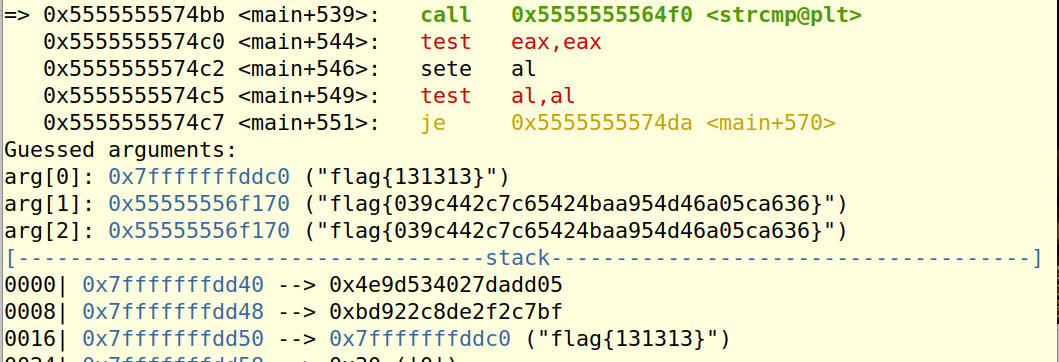 => 0x5555555574bb <main+539>: call 0x5555555564f0 <strcmp@plt>
0x5555555574c0 <main+544>: test eax,eax
0x5555555574c2 <main+546>: sete al
0x5555555574c5 <main+549>: test al,al
0x5555555574c7 <main+551>: je 0x5555555574da <main+570>
Guessed arguments:
arg[0]: 0x7fffffffddc0 ("flag{131313}")
arg[1]: 0x55555556f170 ("flag{039c442c7c65424baa954d46a05ca636}")
arg[2]: 0x55555556f170 ("flag{039c442c7c65424baa954d46a05ca636}")
[------------------------------------stack-------------------------------------]
0000| 0x7fffffffdd40 --> 0x4e9d534027dadd05
0008| 0x7fffffffdd48 --> 0xbd922c8de2f2c7bf
0016| 0x7fffffffdd50 --> 0x7fffffffddc0 ("flag{131313}")